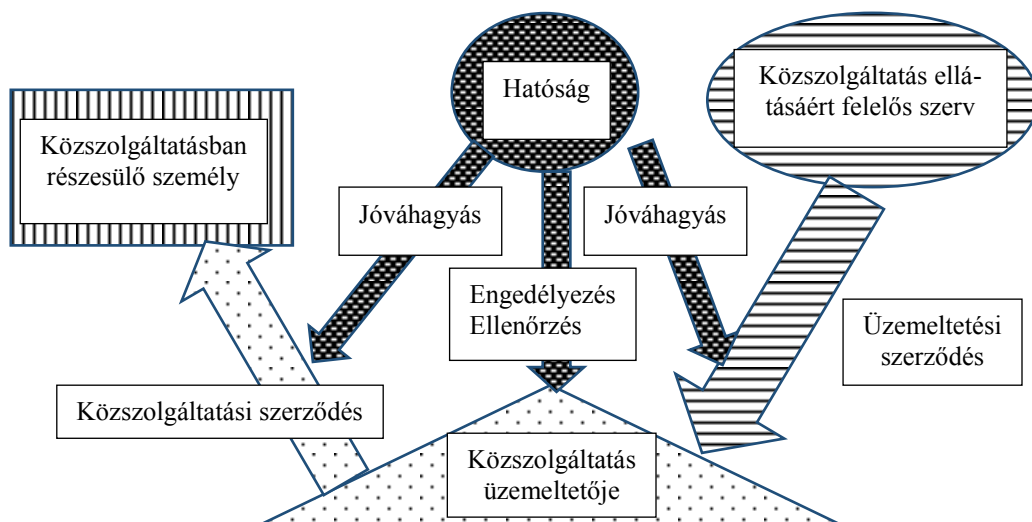 Hatóság
Közszolgáltatás ellá-
tásáért felelős szerv
Közszolgáltatásban
részesülő személy
Jóváhagyás
Jóváhagyás
Engedélyezés
Ellenőrzés
Üzemeltetési
szerződés
Közszolgáltatási szerződés
Közszolgáltatás
üzemeltetője